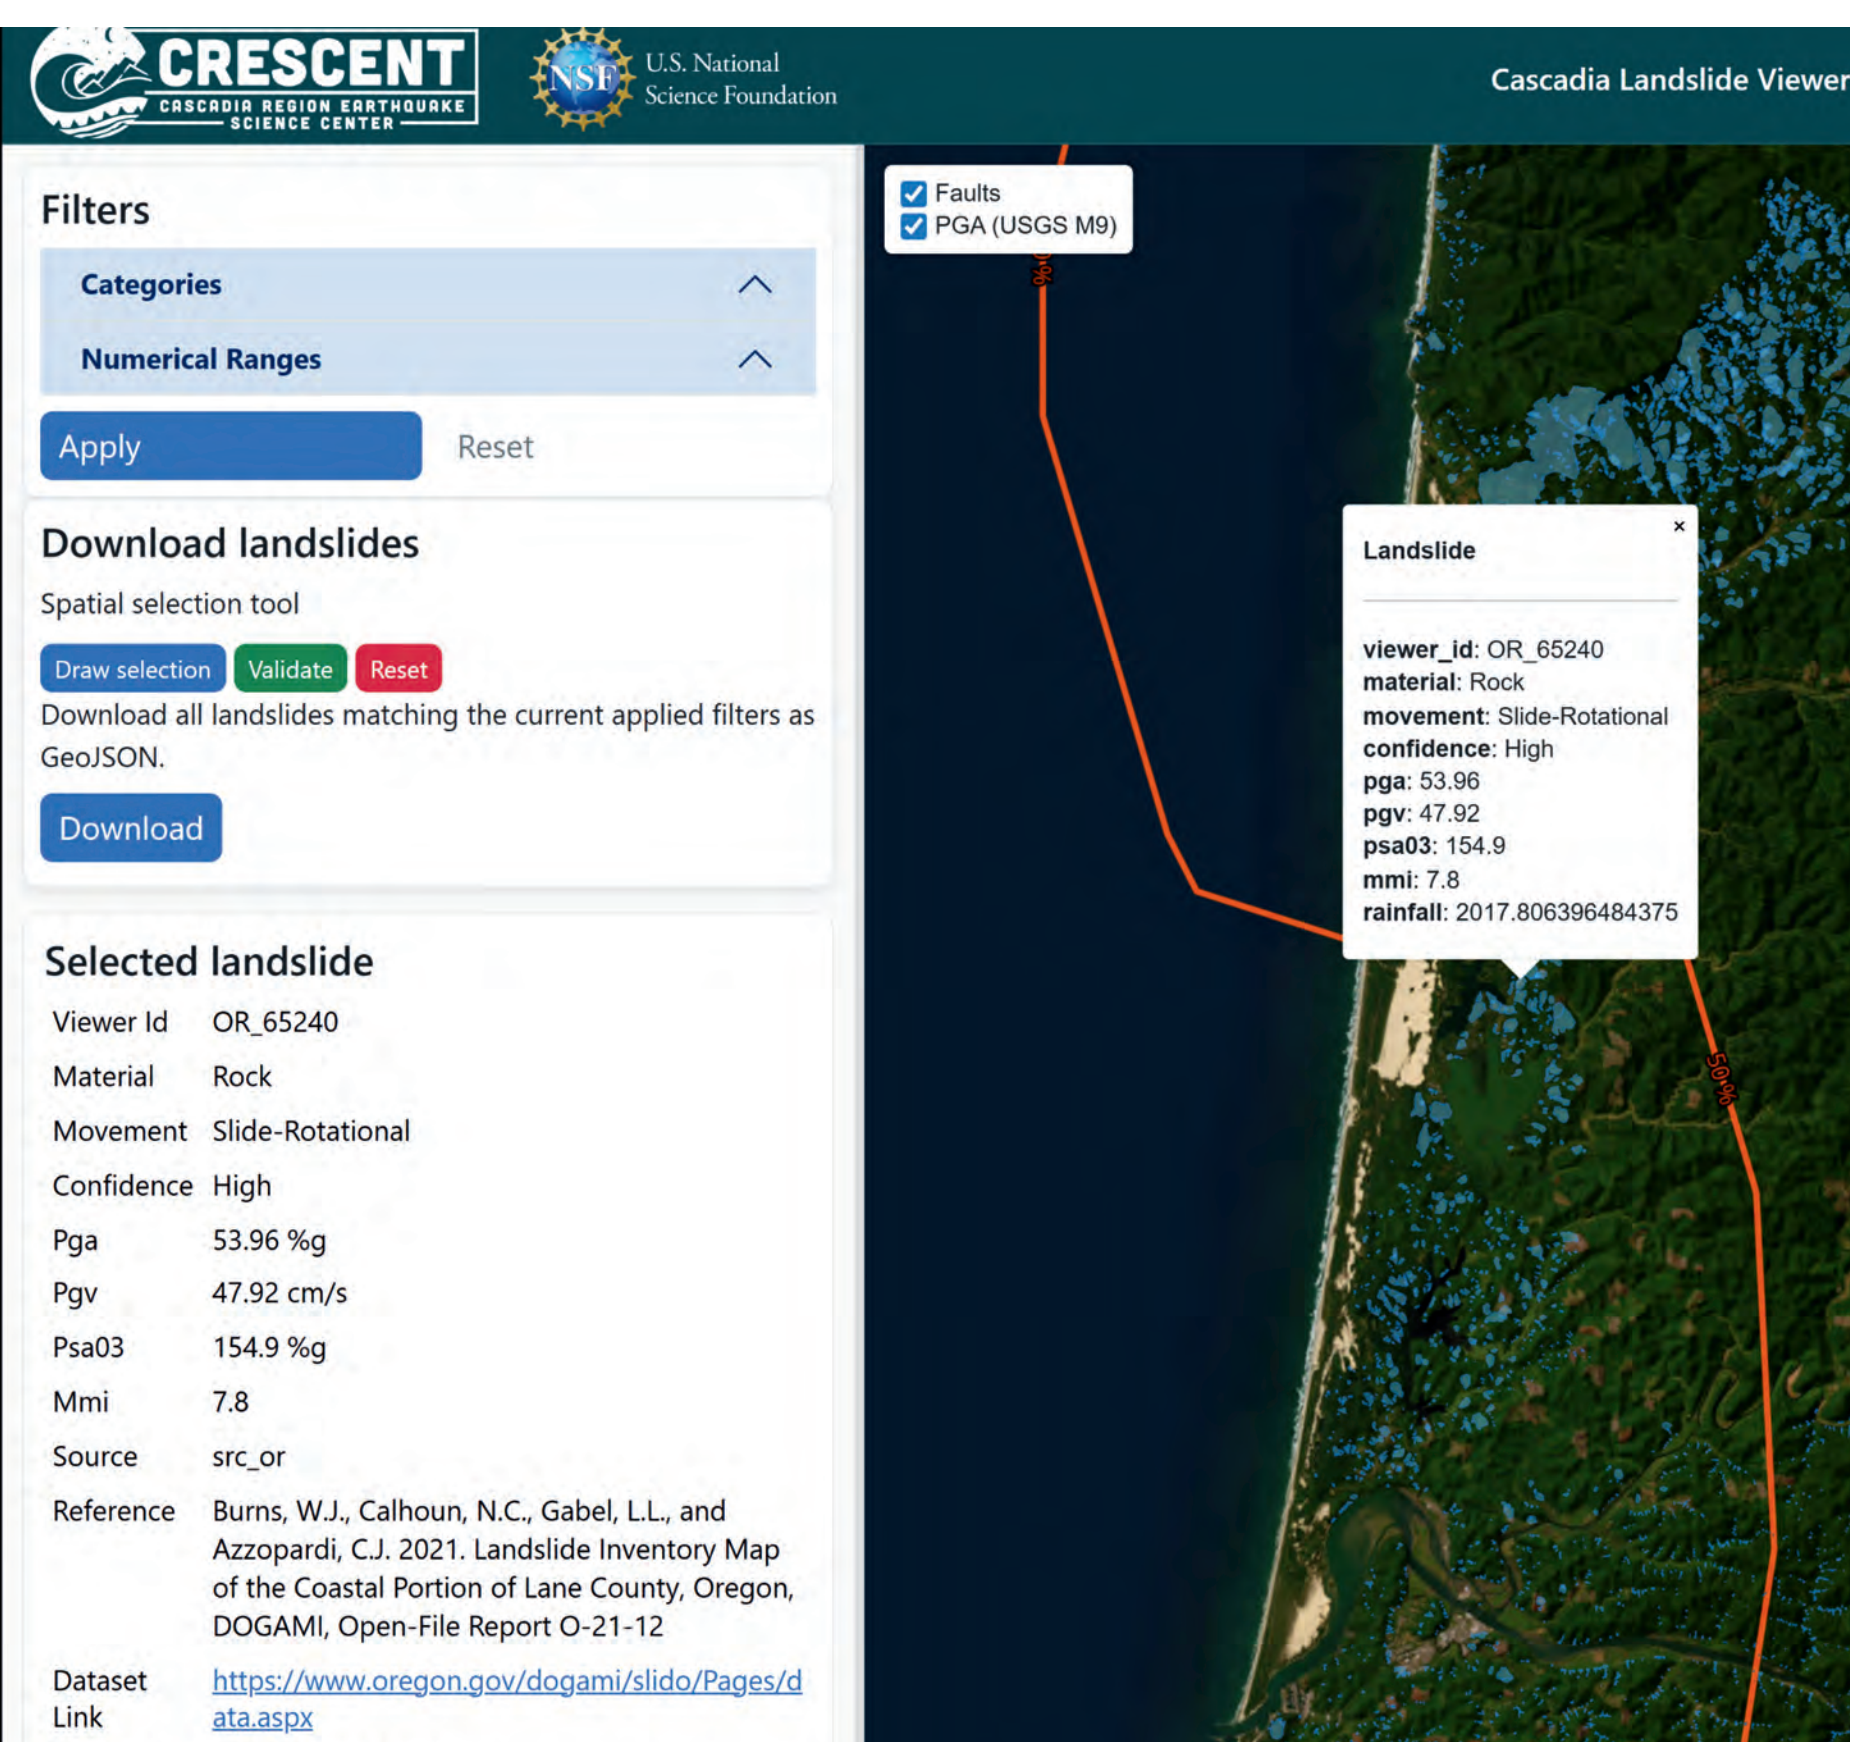 CRESCENT
CASCADIA REGION EARTHQUAKE
SCIENCE CENTER
NSF
U.S. National
Science Foundation
Cascadia Landslide Viewer
Filters
Categories
Numerical Ranges
Apply
Reset
Download landslides
Spatial selection tool
Draw selection
Validate
Reset
Download all landslides matching the current applied filters as
GeoJSON.
Download
Selected landslide
Viewer Id OR_65240
Material Rock
Movement Slide-Rotational
Confidence High
Pga 53.96 %g
Pgv 47.92 cm/s
Psa03 154.9 %g
Mmi 7.8
Source src_or
Reference Burns, W.J., Calhoun, N.C., Gabel, L.L., and
Azzopardi, C.J. 2021. Landslide Inventory Map
of the Coastal Portion of Lane County, Oregon,
DOGAMI, Open-File Report O-21-12
Dataset https://www.oregon.gov/dogami/slido/Pages/d
Link ata.aspx
Faults
PGA (USGS M9)
Landslide
×
viewer_id: OR_65240
material: Rock
movement: Slide-Rotational
confidence: High
pga: 53.96
pgv: 47.92
psa03: 154.9
mmi: 7.8
rainfall: 2017.806396484375
50%